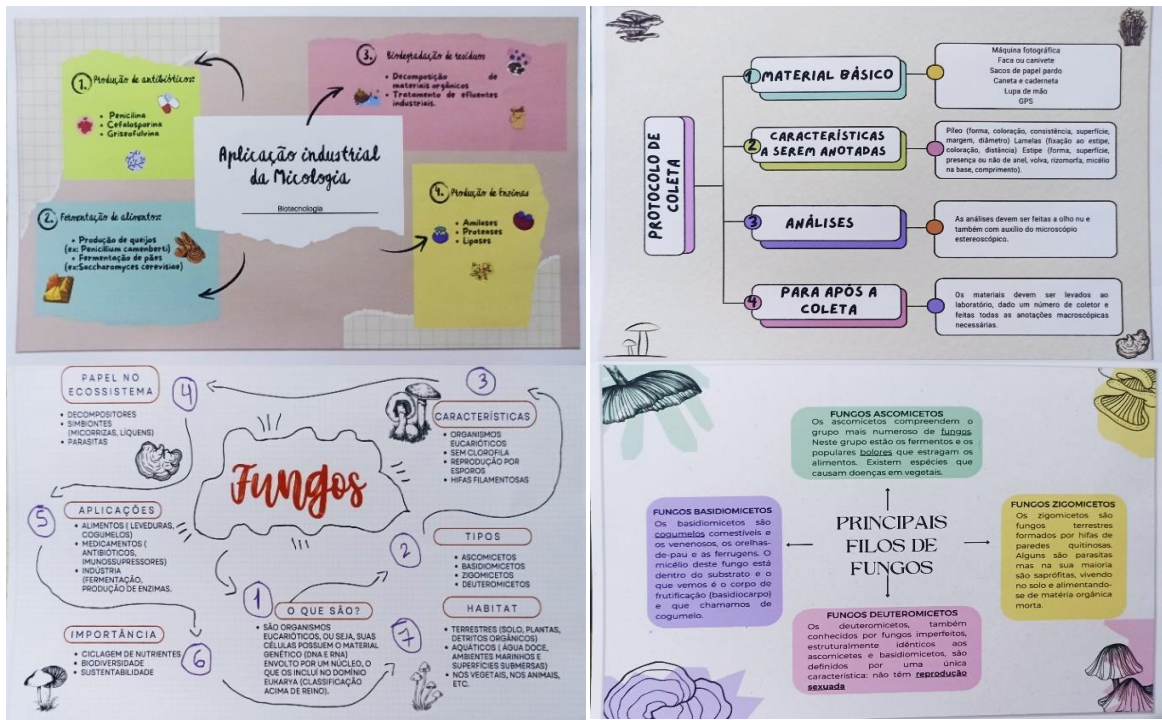 1. Produção de antibióticos:
• Penicilina
• Cefalosporina
• Griseofulvina
2. Fermentação de alimentos:
• Produção de queijos
(ex: Penicilium camenberti)
• Fermentação de pães
(ex:Saccharomyces cerevisiae)
Aplicação industrial
da Micologia
Biotecnologia
3. Biodegradação de resíduos
• Decomposição de
materiais orgânicos
• Tratamento de efluentes
industriais.
4. Produção de Enzimas
• Amilases
• Proteases
• Lipases
PROTOCOLO DE
COLETA
1 MATERIAL BÁSICO
Máquina fotográfica
Faca ou canivete
Sacos de papel pardo
Caneta e caderneta
Lupa de mão
GPS
2 CARACTERÍSTICAS
A SEREM ANOTADAS
Píleo (forma, coloração, consistência, superfície,
margem, diâmetro) Lamelas (fixação ao estipe,
coloração, distância) Estipe (forma, superfície,
presença ou não de anel, volva, rizomorfa, micélio
na base, comprimento).
3 ANÁLISES
As análises devem ser feitas a olho nu e
também com auxílio do microscópio
estereoscópico.
4 PARA APÓS A
COLETA
Os materiais devem ser levados ao
laboratório, dado um número de coletor e
feitas todas as anotações macroscópicas
necessárias.
Fungos
1
O QUE SÃO?
• SÃO ORGANISMOS
EUCARIÓTICOS, OU SEJA, SUAS
CÉLULAS POSSUEM O MATERIAL
GENÉTICO (DNA E RNA)
ENVOLTO POR UM NÚCLEO, O
QUE OS INCLUI NO DOMÍNIO
EUKARYA (CLASSIFICAÇÃO
ACIMA DE REINO).
2
TIPOS
• ASCOMICETOS
• BASIDIOMICETOS
• ZIGOMICETOS
• DEUTEROMICETOS
3
CARACTERÍSTICAS
• ORGANISMOS
EUCARIÓTICOS
• SEM CLOROFILA
• REPRODUÇÃO POR
ESPOROS
• HIFAS FILAMENTOSAS
4
PAPEL NO
ECOSSISTEMA
• DECOMPOSITORES
• SIMBIONTES
(MICORRIZAS, LÍQUENS)
• PARASITAS
5
APLICAÇÕES
• ALIMENTOS ( LEVEDURAS,
COGUMELOS)
• MEDICAMENTOS (
ANTIBIÓTICOS,
IMUNOSSUPRESSORES)
• INDÚSTRIA
(FERMENTAÇÃO,
PRODUÇÃO DE ENZIMAS.
6
IMPORTÂNCIA
• CICLAGEM DE NUTRIENTES
• BIODIVERSIDADE
• SUSTENTABILIDADE
7
HABITAT
• TERRESTRES (SOLO, PLANTAS,
DETRITOS ORGÂNICOS)
• AQUÁTICOS ( ÁGUA DOCE,
AMBIENTES MARINHOS E
SUPERFÍCIES SUBMERSAS)
• NOS VEGETAIS, NOS ANIMAIS,
ETC.
PRINCIPAIS
FILOS DE
FUNGOS
FUNGOS ASCOMICETOS
Os ascomicetos compreendem o
grupo mais numeroso de fungos.
Neste grupo estão os fermentos e os
populares bolores que estragam os
alimentos. Existem espécies que
causam doenças em vegetais.
FUNGOS BASIDIOMICETOS
Os basidiomicetos são
cogumelos comestíveis e
os venenosos, os orelhas-
de-pau e as ferrugens. O
micélio deste fungo está
dentro do substrato e o
que vemos é o corpo de
frutificação (basidiocarpo)
e que chamamos de
cogumelo.
FUNGOS ZIGOMICETOS
Os zigomicetos são
fungos terrestres
formados por hifas de
paredes quitinosas.
Alguns são parasitas
mas na sua maioria
são saprófitas, vivendo
no solo e alimentando-
se de matéria orgânica
morta.
FUNGOS DEUTEROMICETOS
Os deuteromicetos, também
conhecidos por fungos imperfeitos,
estruturalmente idênticos aos
ascomicetes e basidiomicetos, são
definidos por uma única
característica: não têm reprodução
sexuada